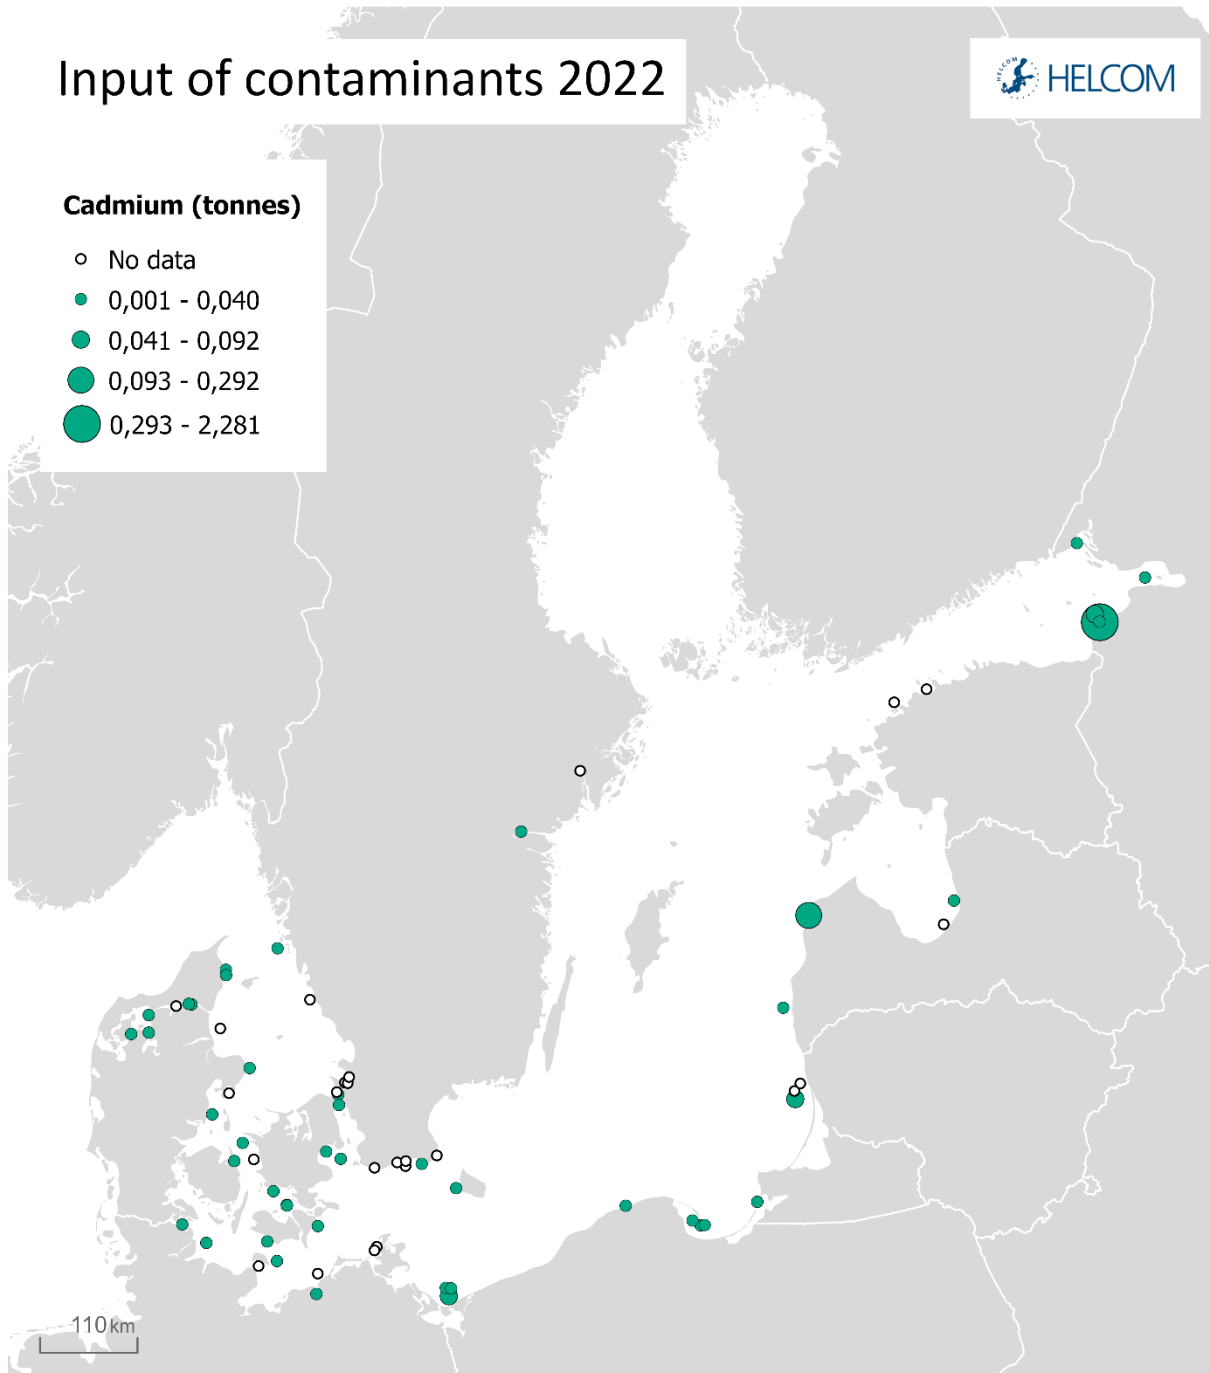 Input of contaminants 2022
HELCOM
HELCOM
Cadmium (tonnes)
No data
0,001 - 0,040
0,041 - 0,092
0,093 - 0,292
0,293 - 2,281
110 km